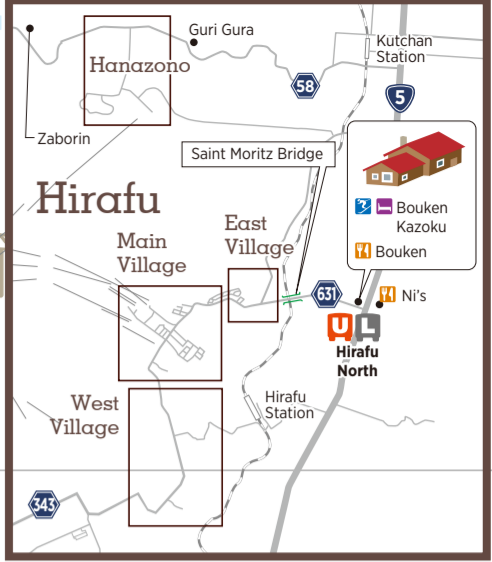 Guri Gura
Kutchan
Station
Hanazono
58
5
Zaborin
Saint Moritz Bridge
Hirafu
Bouken
Kazoku
Bouken
East
Village
Main
Village
631
Ni's
U L
Hirafu
North
West
Village
Hirafu
Station
343